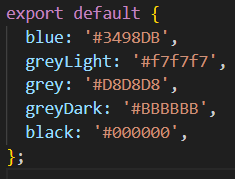 export default {
  blue: '#3498DB',
  greyLight: '#f7f7f7',
  grey: '#D8D8D8',
  greyDark: '#BBBBBB',
  black: '#000000',
};